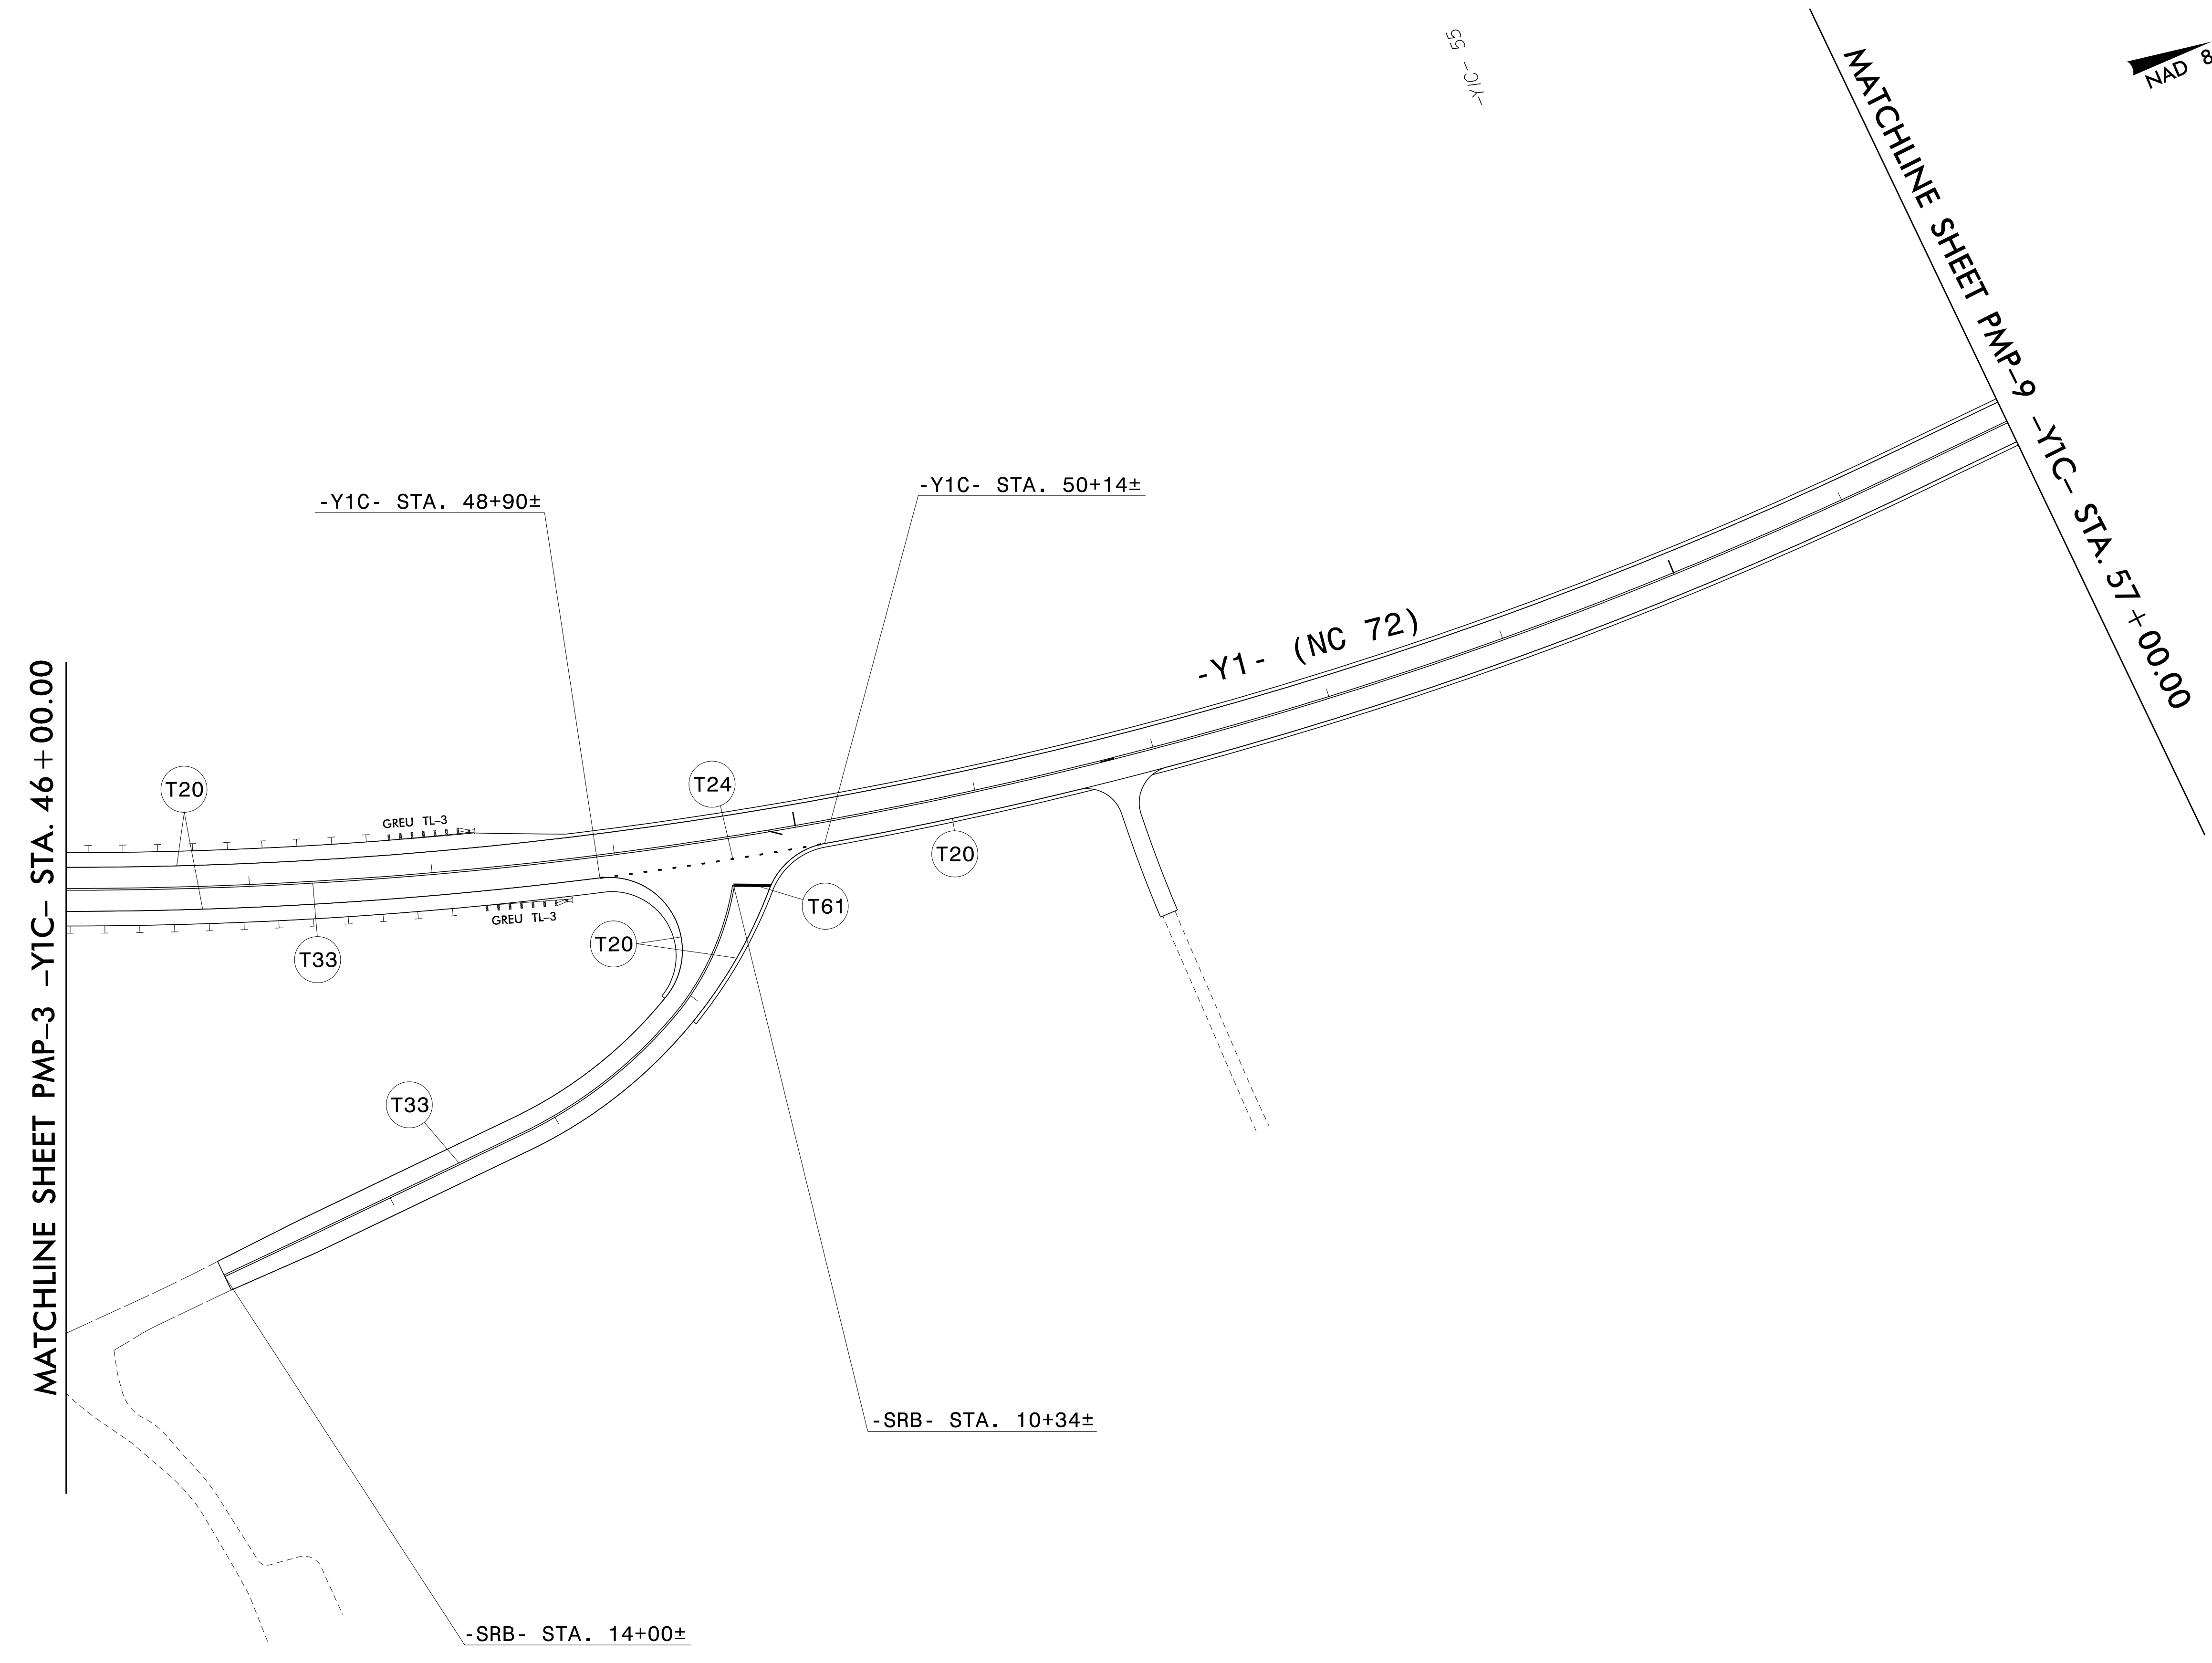 -Y1C- 55
NAD 8
MATCHLINE SHEET PMP-9 -Y1C- STA. 57+00.00
-Y1C- STA. 48+90±
-Y1C- STA. 50+14±
-Y1- (NC 72)
MATCHLINE SHEET PMP-3 -Y1C- STA. 46+00.00
T20
GREU TL-3
T24
T20
GREU TL-3
T61
T20
T33
T33
-SRB- STA. 10+34±
-SRB- STA. 14+00±